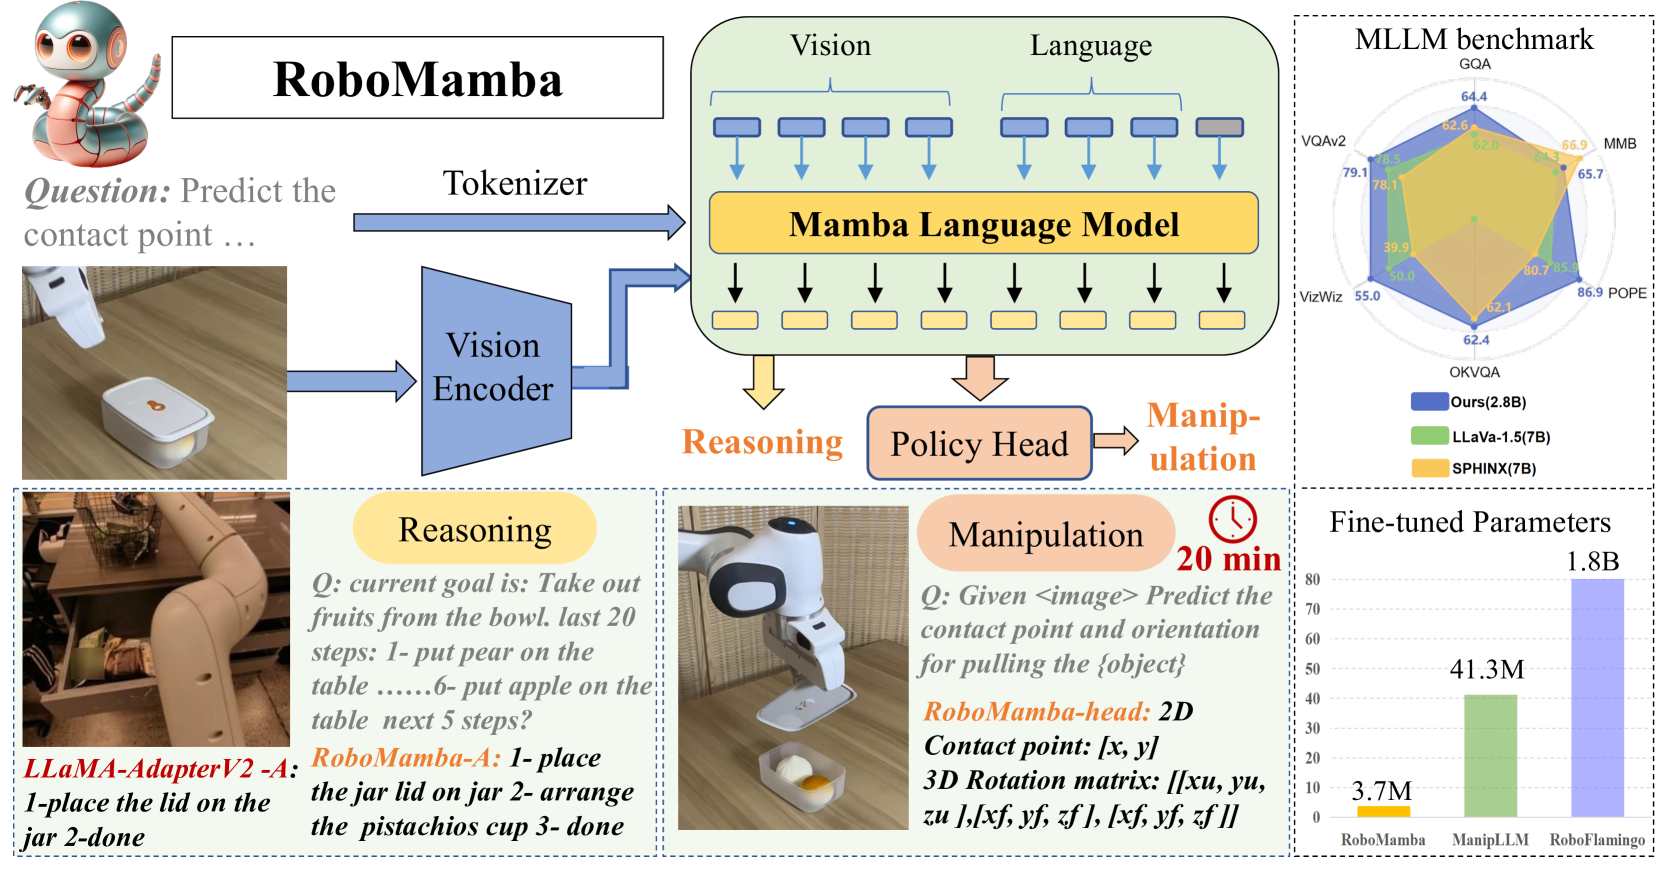 RoboMamba
Question: Predict the
contact point …
Tokenizer
Vision
Encoder
Vision
Language
Mamba Language Model
Reasoning
Policy Head
Manip-
ulation
MLLM benchmark
GQA
64.4
62.6
62.0
MMB
66.9
64.3
65.7
VQAv2
78.5
79.1
78.1
39.9
50.0
VizWiz
55.0
80.7
85.9
86.9
POPE
62.1
62.4
OKVQA
Ours(2.8B)
LLaVa-1.5(7B)
SPHINX(7B)
Reasoning
Q: current goal is: Take out
fruits from the bowl. last 20
steps: 1- put pear on the
table ……6- put apple on the
table next 5 steps?
LLaMA-AdapterV2 -A:
1-place the lid on the
jar 2-done
RoboMamba-A: 1- place
the jar lid on jar 2- arrange
the pistachios cup 3- done
Manipulation
20 min
Q: Given <image> Predict the
contact point and orientation
for pulling the {object}
RoboMamba-head: 2D
Contact point: [x, y]
3D Rotation matrix: [[xu, yu,
zu ],[xf, yf, zf ], [xf, yf, zf ]]
Fine-tuned Parameters
1.8B
41.3M
3.7M
80
70
60
50
40
30
20
10
0
RoboMamba
ManipLLM
RoboFlamingo